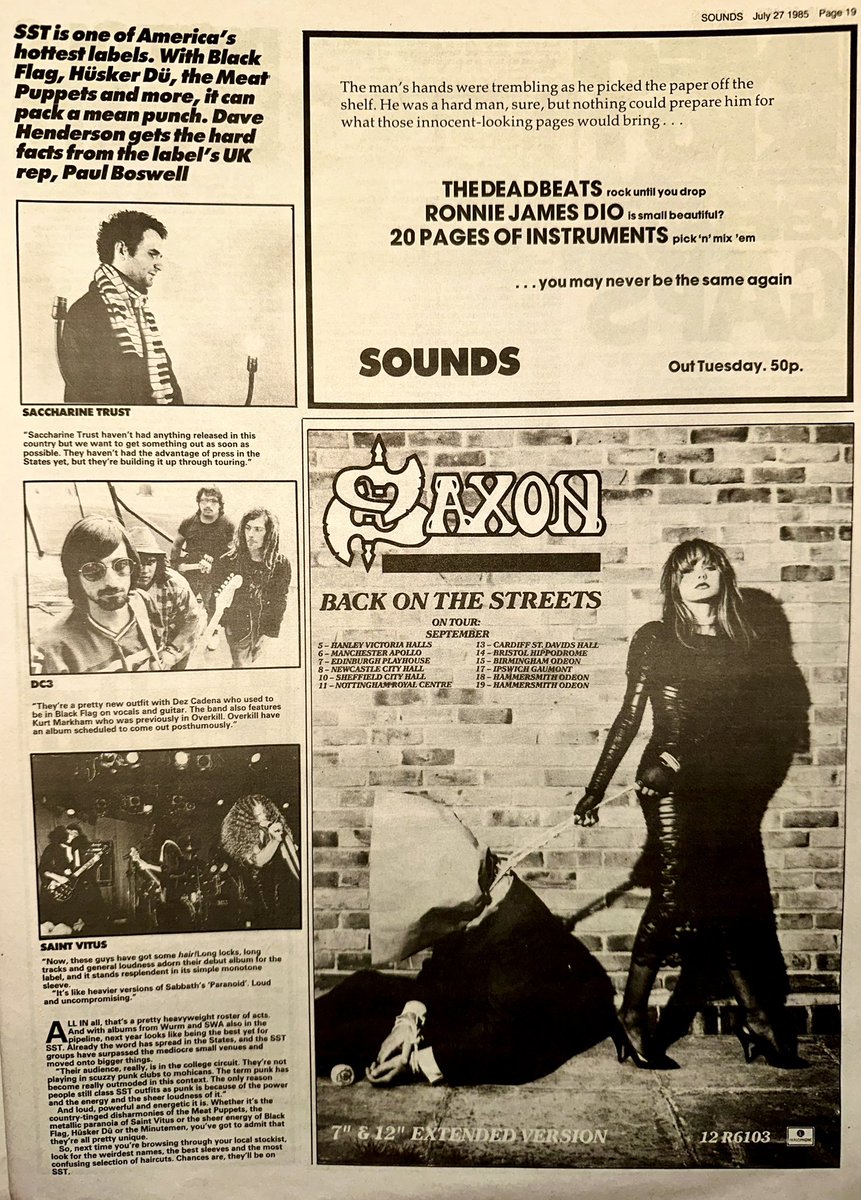 SOUNDS July 27 1985 Page 19
SST is one of America's
hottest labels. With Black
Flag, Hüsker Dü, the Meat
Puppets and more, it can
pack a mean punch. Dave
Henderson gets the hard
facts from the label's UK
rep, Paul Boswell
SACCHARINE TRUST
"Saccharine Trust haven't had anything released in this
country but we want to get something out as soon as
possible. They haven't had the advantage of press in the
States yet, but they're building it up through touring."
DC3
"They're a pretty new outfit with Dez Cadena who used to
be in Black Flag on vocals and guitar. The band also features
Kurt Markham who was previously in Overkill. Overkill have
an album scheduled to come out posthumously."
SAINT VITUS
"Now, these guys have got some hair! Long locks, long
tracks and general loudness adorn their debut album for the
label, and it stands resplendent in its simple monotone
sleeve.
"It's like heavier versions of Sabbath's 'Paranoid'. Loud
and uncompromising."
ALL IN all, that's a pretty heavyweight roster of acts.
And with albums from Wurm and SWA also in the
pipeline, next year looks like being the best yet for
SST. Already the word has spread in the States, and the SST
groups have surpassed the mediocre small venues and
moved onto bigger things.
"Their audience, really, is in the college circuit. They're not
playing in scuzzy punk clubs to mohicans. The term punk has
become really outmoded in this context. The only reason
people still class SST outfits as punk is because of the power
and the energy and the sheer loudness of it."
And loud, powerful and energetic it is. Whether it's the
country-tinged disharmonies of the Meat Puppets, the
metallic paranoia of Saint Vitus or the sheer energy of Black
Flag, Hüsker Dü or the Minutemen, you've got to admit that
they're all pretty unique.
So, next time you're browsing through your local stockist,
look for the weirdest names, the best sleeves and the most
confusing selection of haircuts. Chances are, they'll be on
SST.
The man's hands were trembling as he picked the paper off the
shelf. He was a hard man, sure, but nothing could prepare him for
what those innocent-looking pages would bring . . .
THE DEADBEATS rock until you drop
RONNIE JAMES DIO is small beautiful?
20 PAGES OF INSTRUMENTS pick 'n' mix 'em
. . . you may never be the same again
SOUNDS Out Tuesday. 50p.
SAXON
BACK ON THE STREETS
ON TOUR:
SEPTEMBER
5 – HANLEY VICTORIA HALLS
6 – MANCHESTER APOLLO
7 – EDINBURGH PLAYHOUSE
8 – NEWCASTLE CITY HALL
10 – SHEFFIELD CITY HALL
11 – NOTTINGHAM ROYAL CENTRE
13 – CARDIFF ST. DAVIDS HALL
14 – BRISTOL HIPPODROME
15 – BIRMINGHAM ODEON
17 – IPSWICH GAUMONT
18 – HAMMERSMITH ODEON
19 – HAMMERSMITH ODEON
7" & 12" EXTENDED VERSION 12 R6103
PARLOPHONE